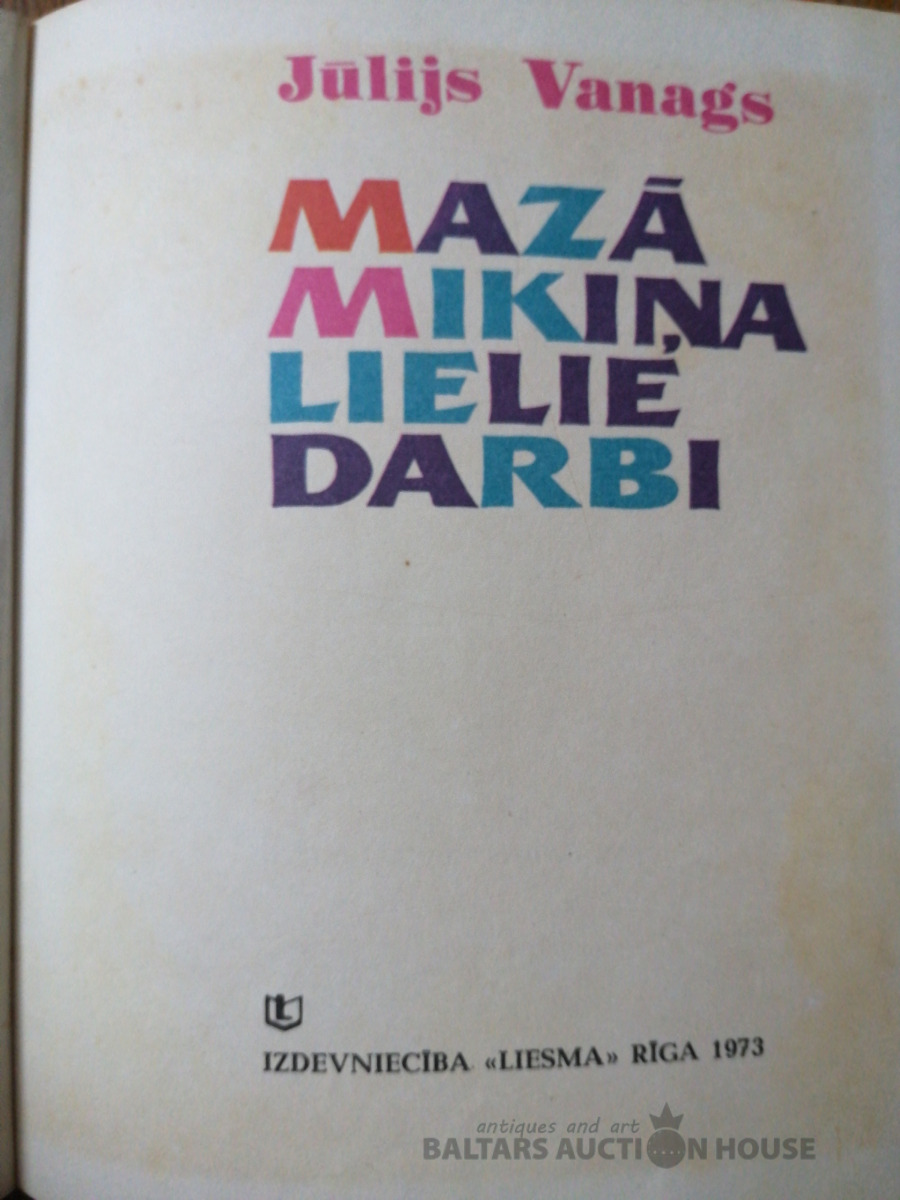 Jūlijs Vanags
MAZĀ
MIKIŅA
LIELIE
DARBI
L
IZDEVNIECĪBA «LIESMA» RĪGA 1973
antiques and art
BALTARS AUCTION HOUSE